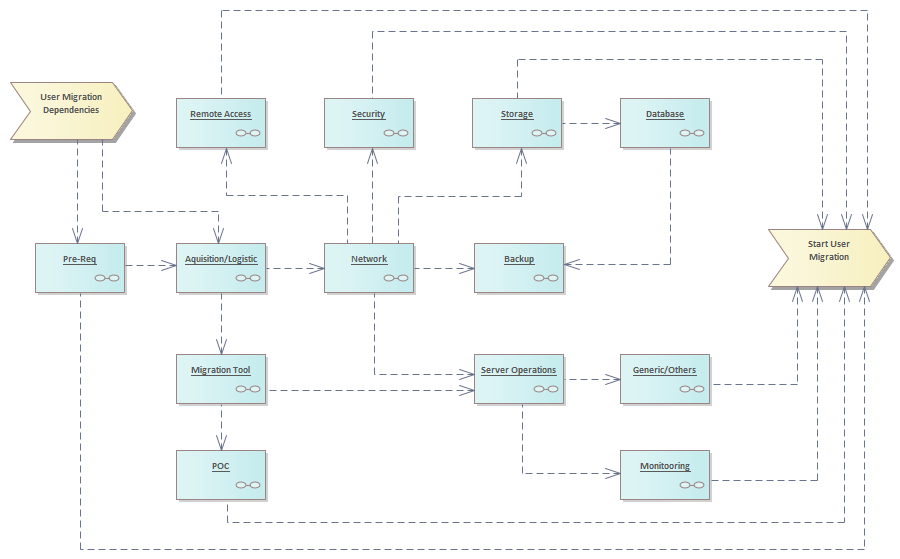 User Migration
Dependencies
Remote Access
Security
Storage
Database
Pre-Req
Aquisition/Logistic
Network
Backup
Start User
Migration
Migration Tool
Server Operations
Generic/Others
POC
Monitooring